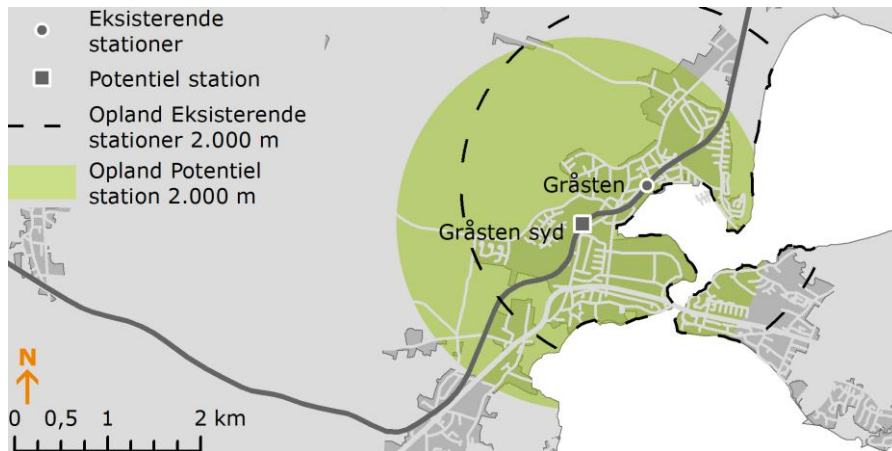 Eksisterende
stationer
Potentiel station
Opland Eksisterende
stationer 2.000 m
Opland Potentiel
station 2.000 m
Gråsten
Gråsten syd
N
0 0,5 1 2 km